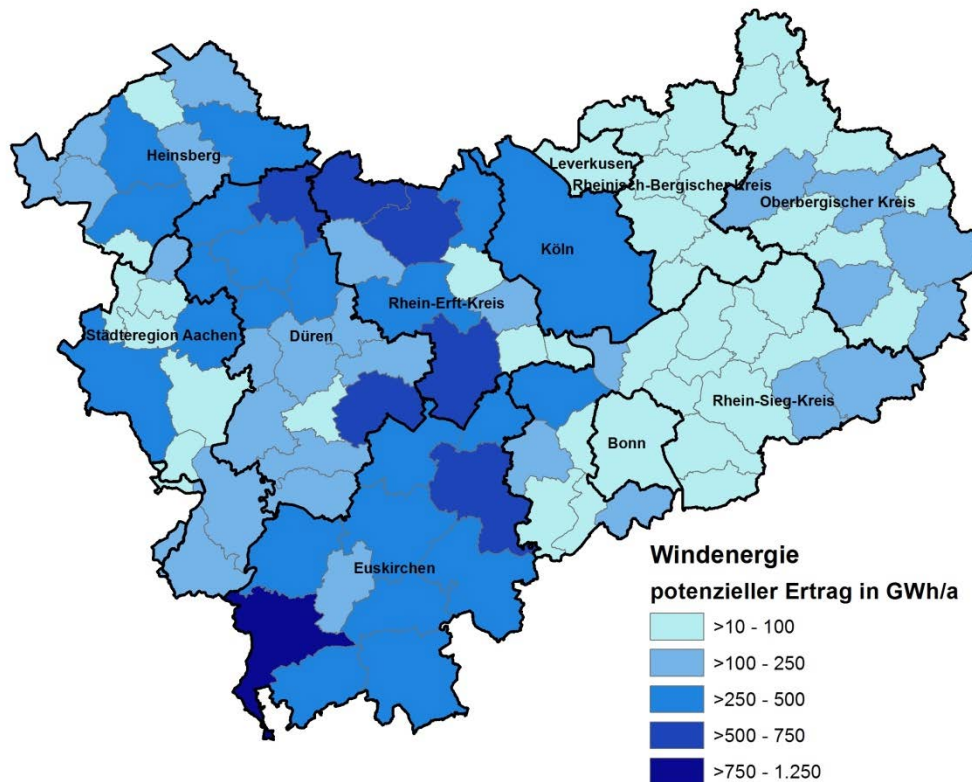 Heinsberg
Leverkusen
Rheinisch-Bergischer Kreis
Oberbergischer Kreis
Köln
Rhein-Erft-Kreis
Städteregion Aachen
Düren
Rhein-Sieg-Kreis
Bonn
Euskirchen
Windenergie
potenzieller Ertrag in GWh/a
>10 - 100
>100 - 250
>250 - 500
>500 - 750
>750 - 1.250